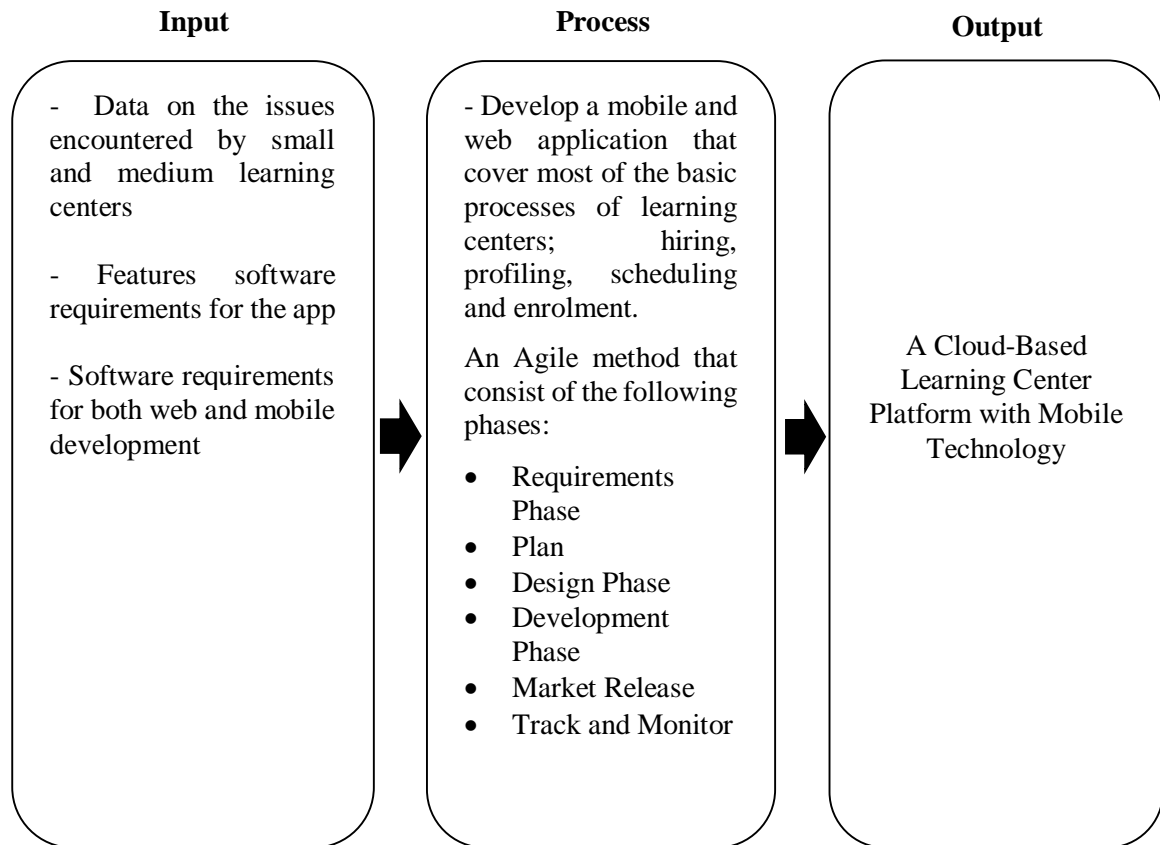 Input
- Data on the issues
encountered by small
and medium learning
centers
- Features software
requirements for the app
- Software requirements
for both web and mobile
development
Process
- Develop a mobile and
web application that
cover most of the basic
processes of learning
centers; hiring,
profiling, scheduling
and enrolment.
An Agile method that
consist of the following
phases:
• Requirements
Phase
• Plan
• Design Phase
• Development
Phase
• Market Release
• Track and Monitor
Output
A Cloud-Based
Learning Center
Platform with Mobile
Technology